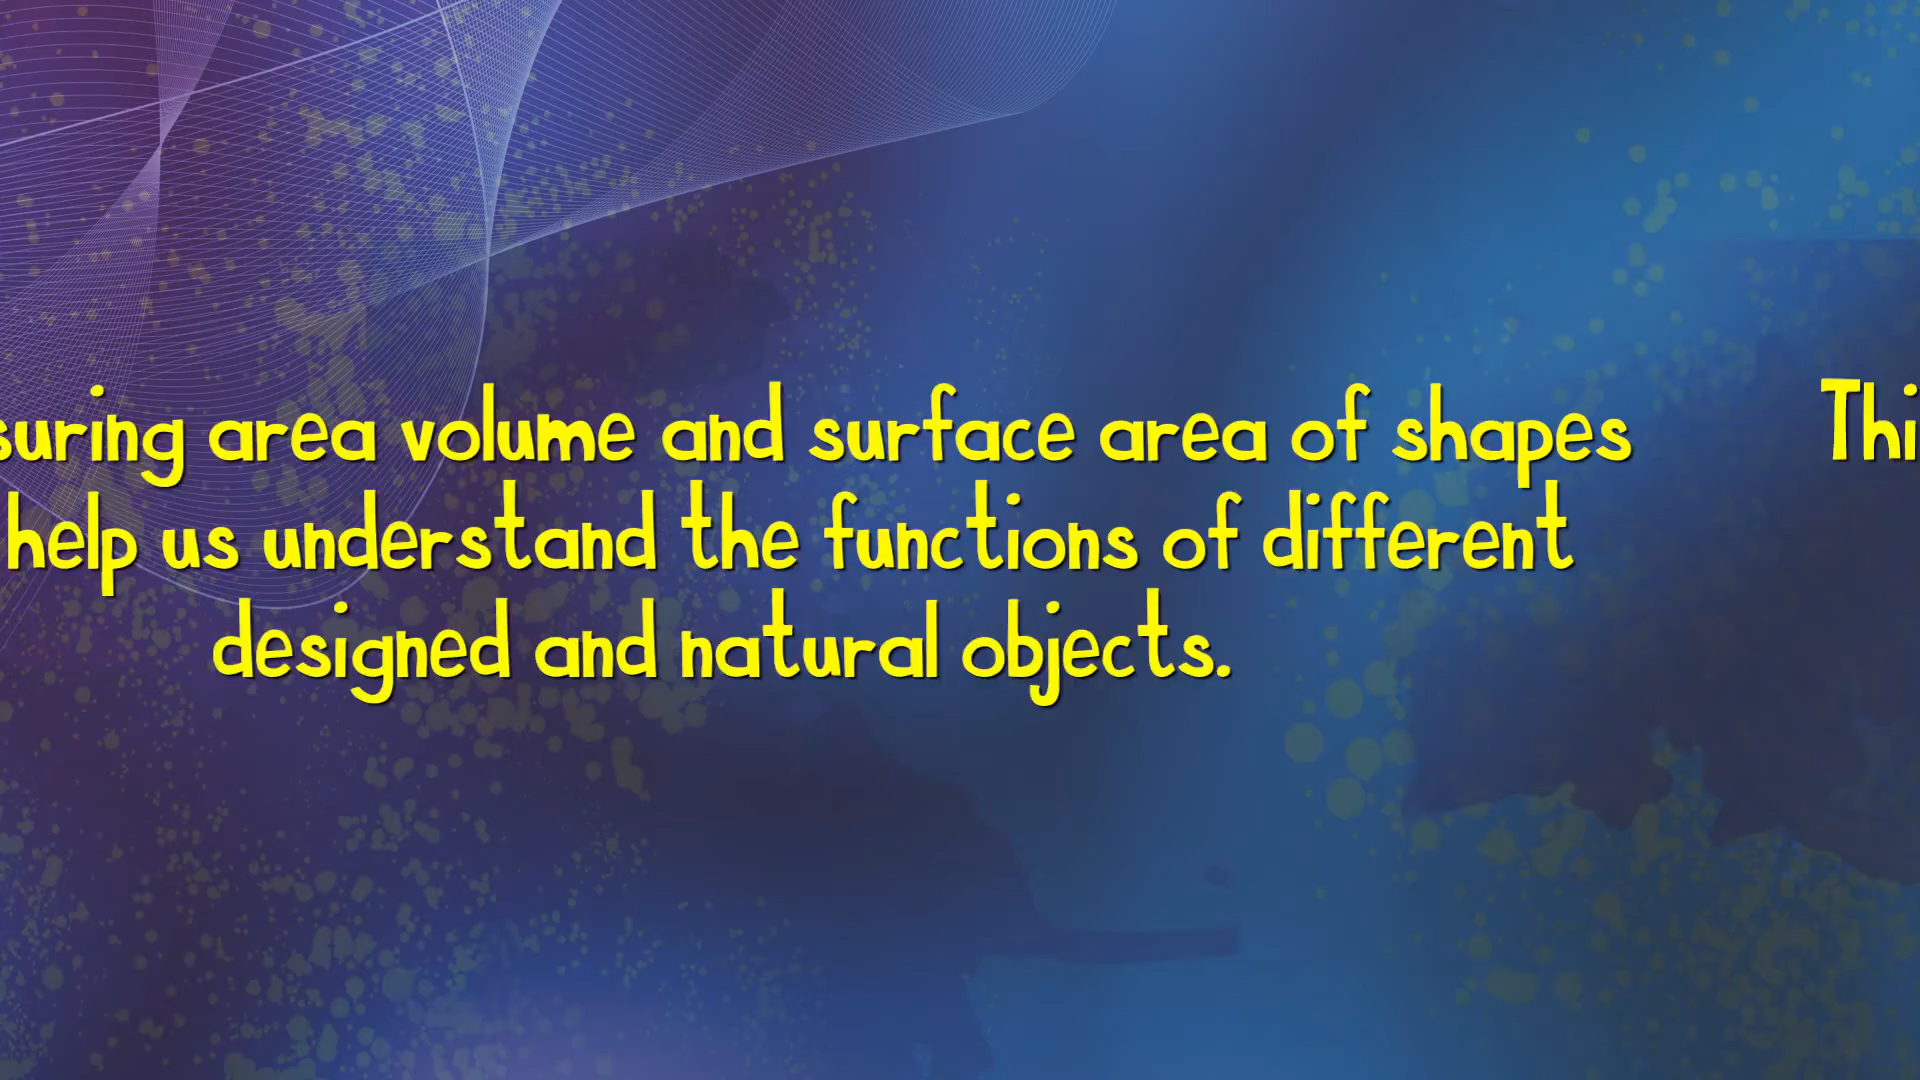 suring area volume and surface area of shapes
help us understand the functions of different
designed and natural objects.
Thi